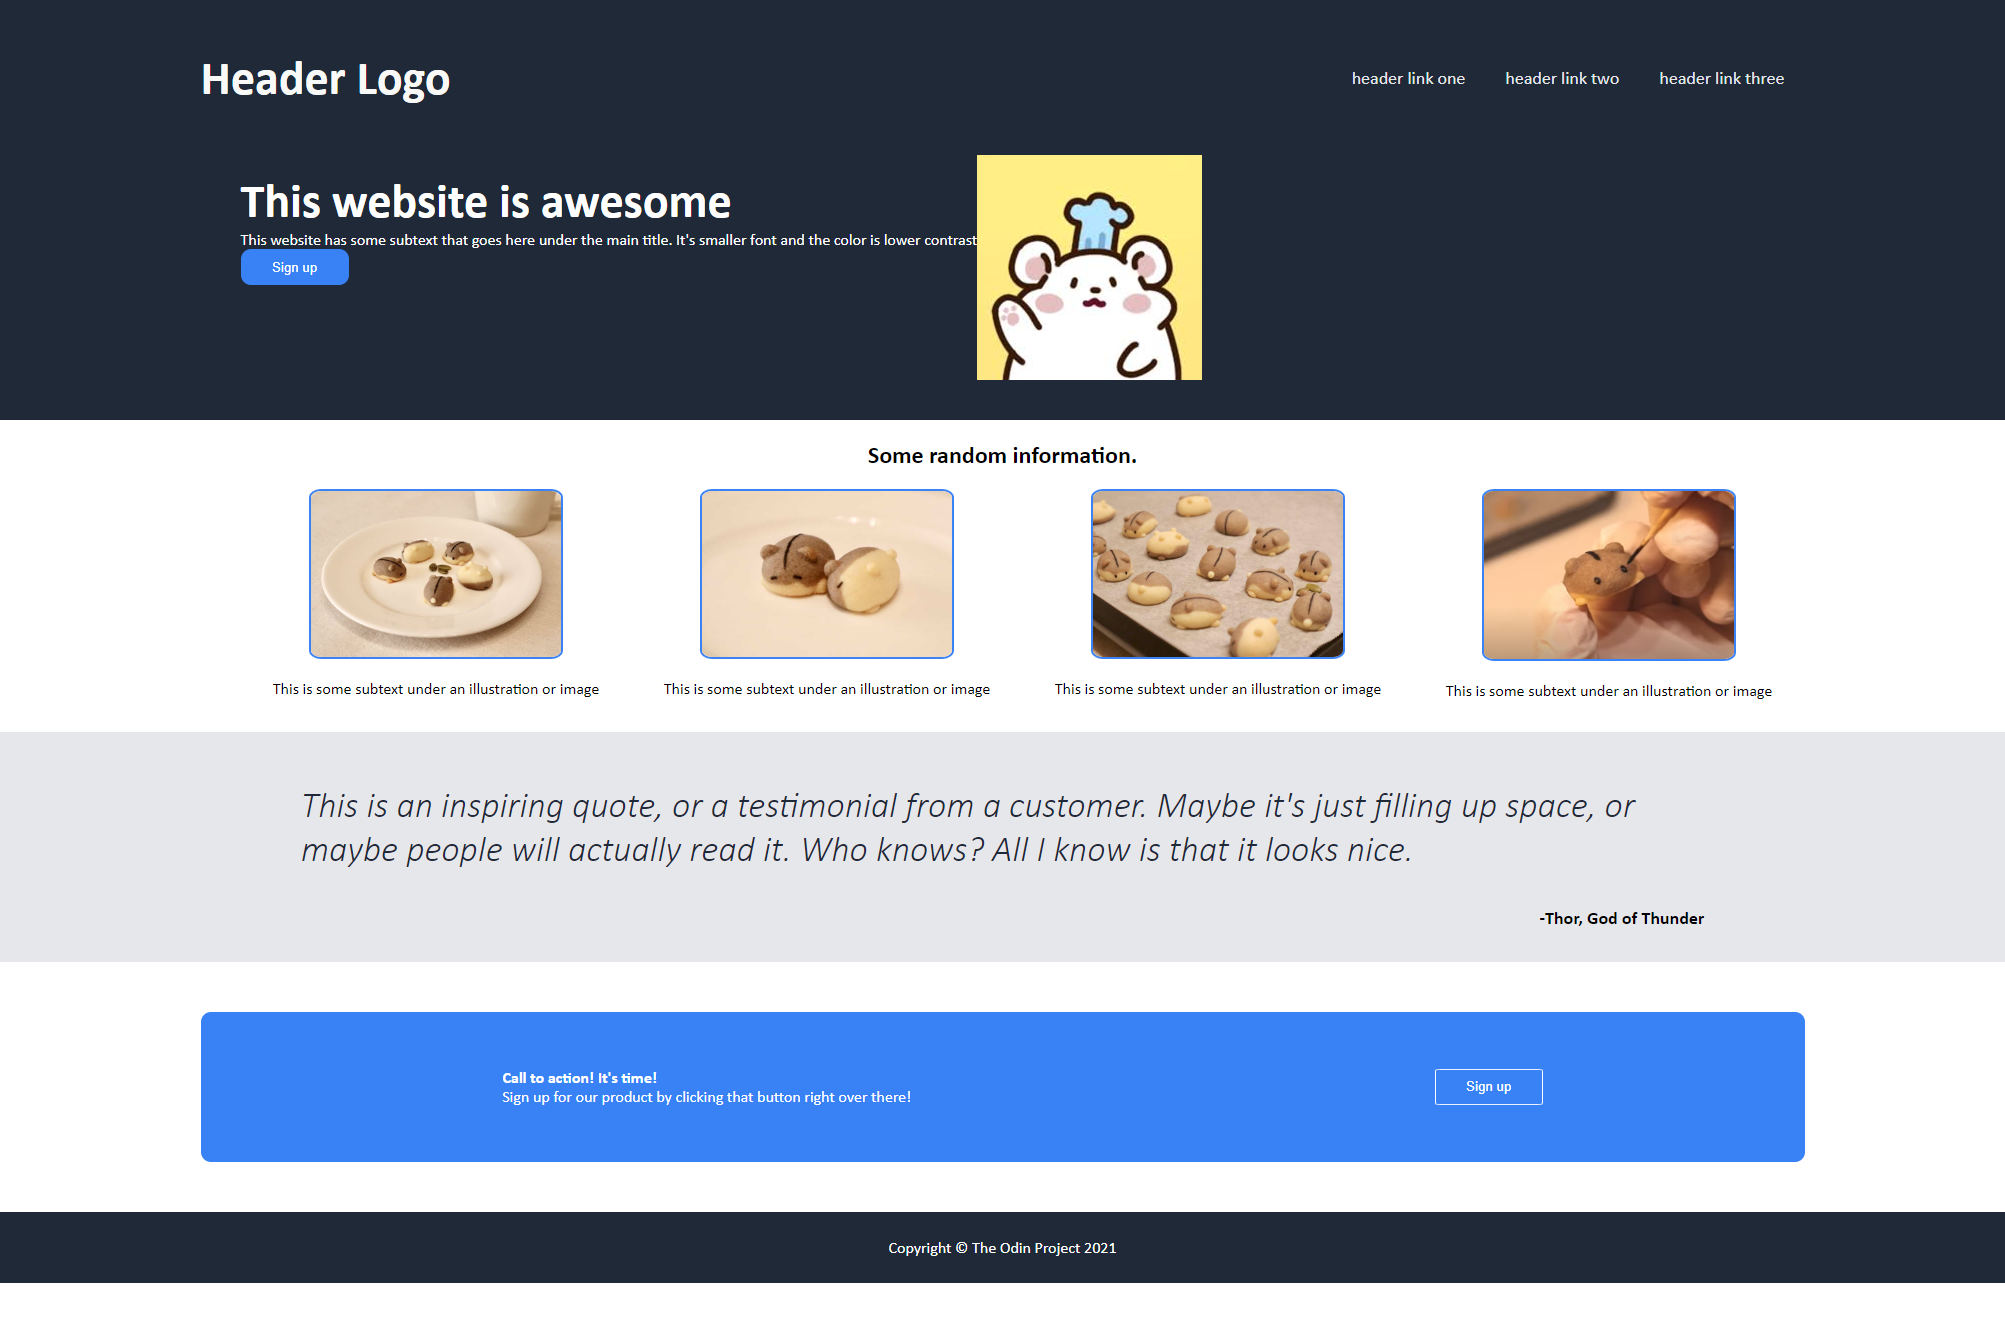 Header Logo
header link one
header link two
header link three
This website is awesome
This website has some subtext that goes here under the main title. It's smaller font and the color is lower contrast
Sign up
Some random information.
This is some subtext under an illustration or image
This is some subtext under an illustration or image
This is some subtext under an illustration or image
This is some subtext under an illustration or image
This is an inspiring quote, or a testimonial from a customer. Maybe it's just filling up space, or
maybe people will actually read it. Who knows? All I know is that it looks nice.
-Thor, God of Thunder
Call to action! It's time!
Sign up for our product by clicking that button right over there!
Sign up
Copyright © The Odin Project 2021